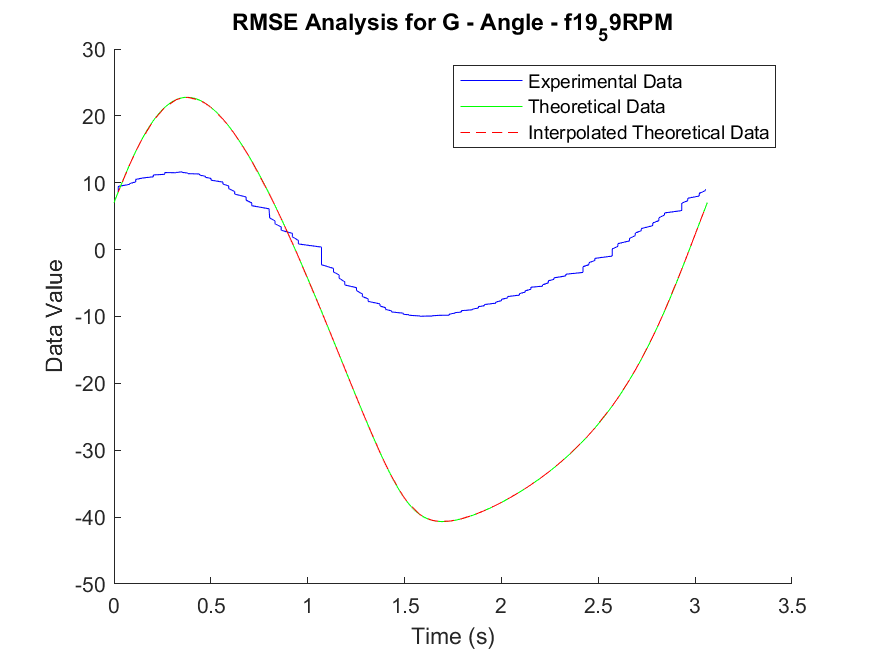 RMSE Analysis for G - Angle - f19₅9RPM
Experimental Data
Theoretical Data
Interpolated Theoretical Data
30
20
10
0
-10
-20
-30
-40
-50
Data Value
0 0.5 1 1.5 2 2.5 3 3.5
Time (s)